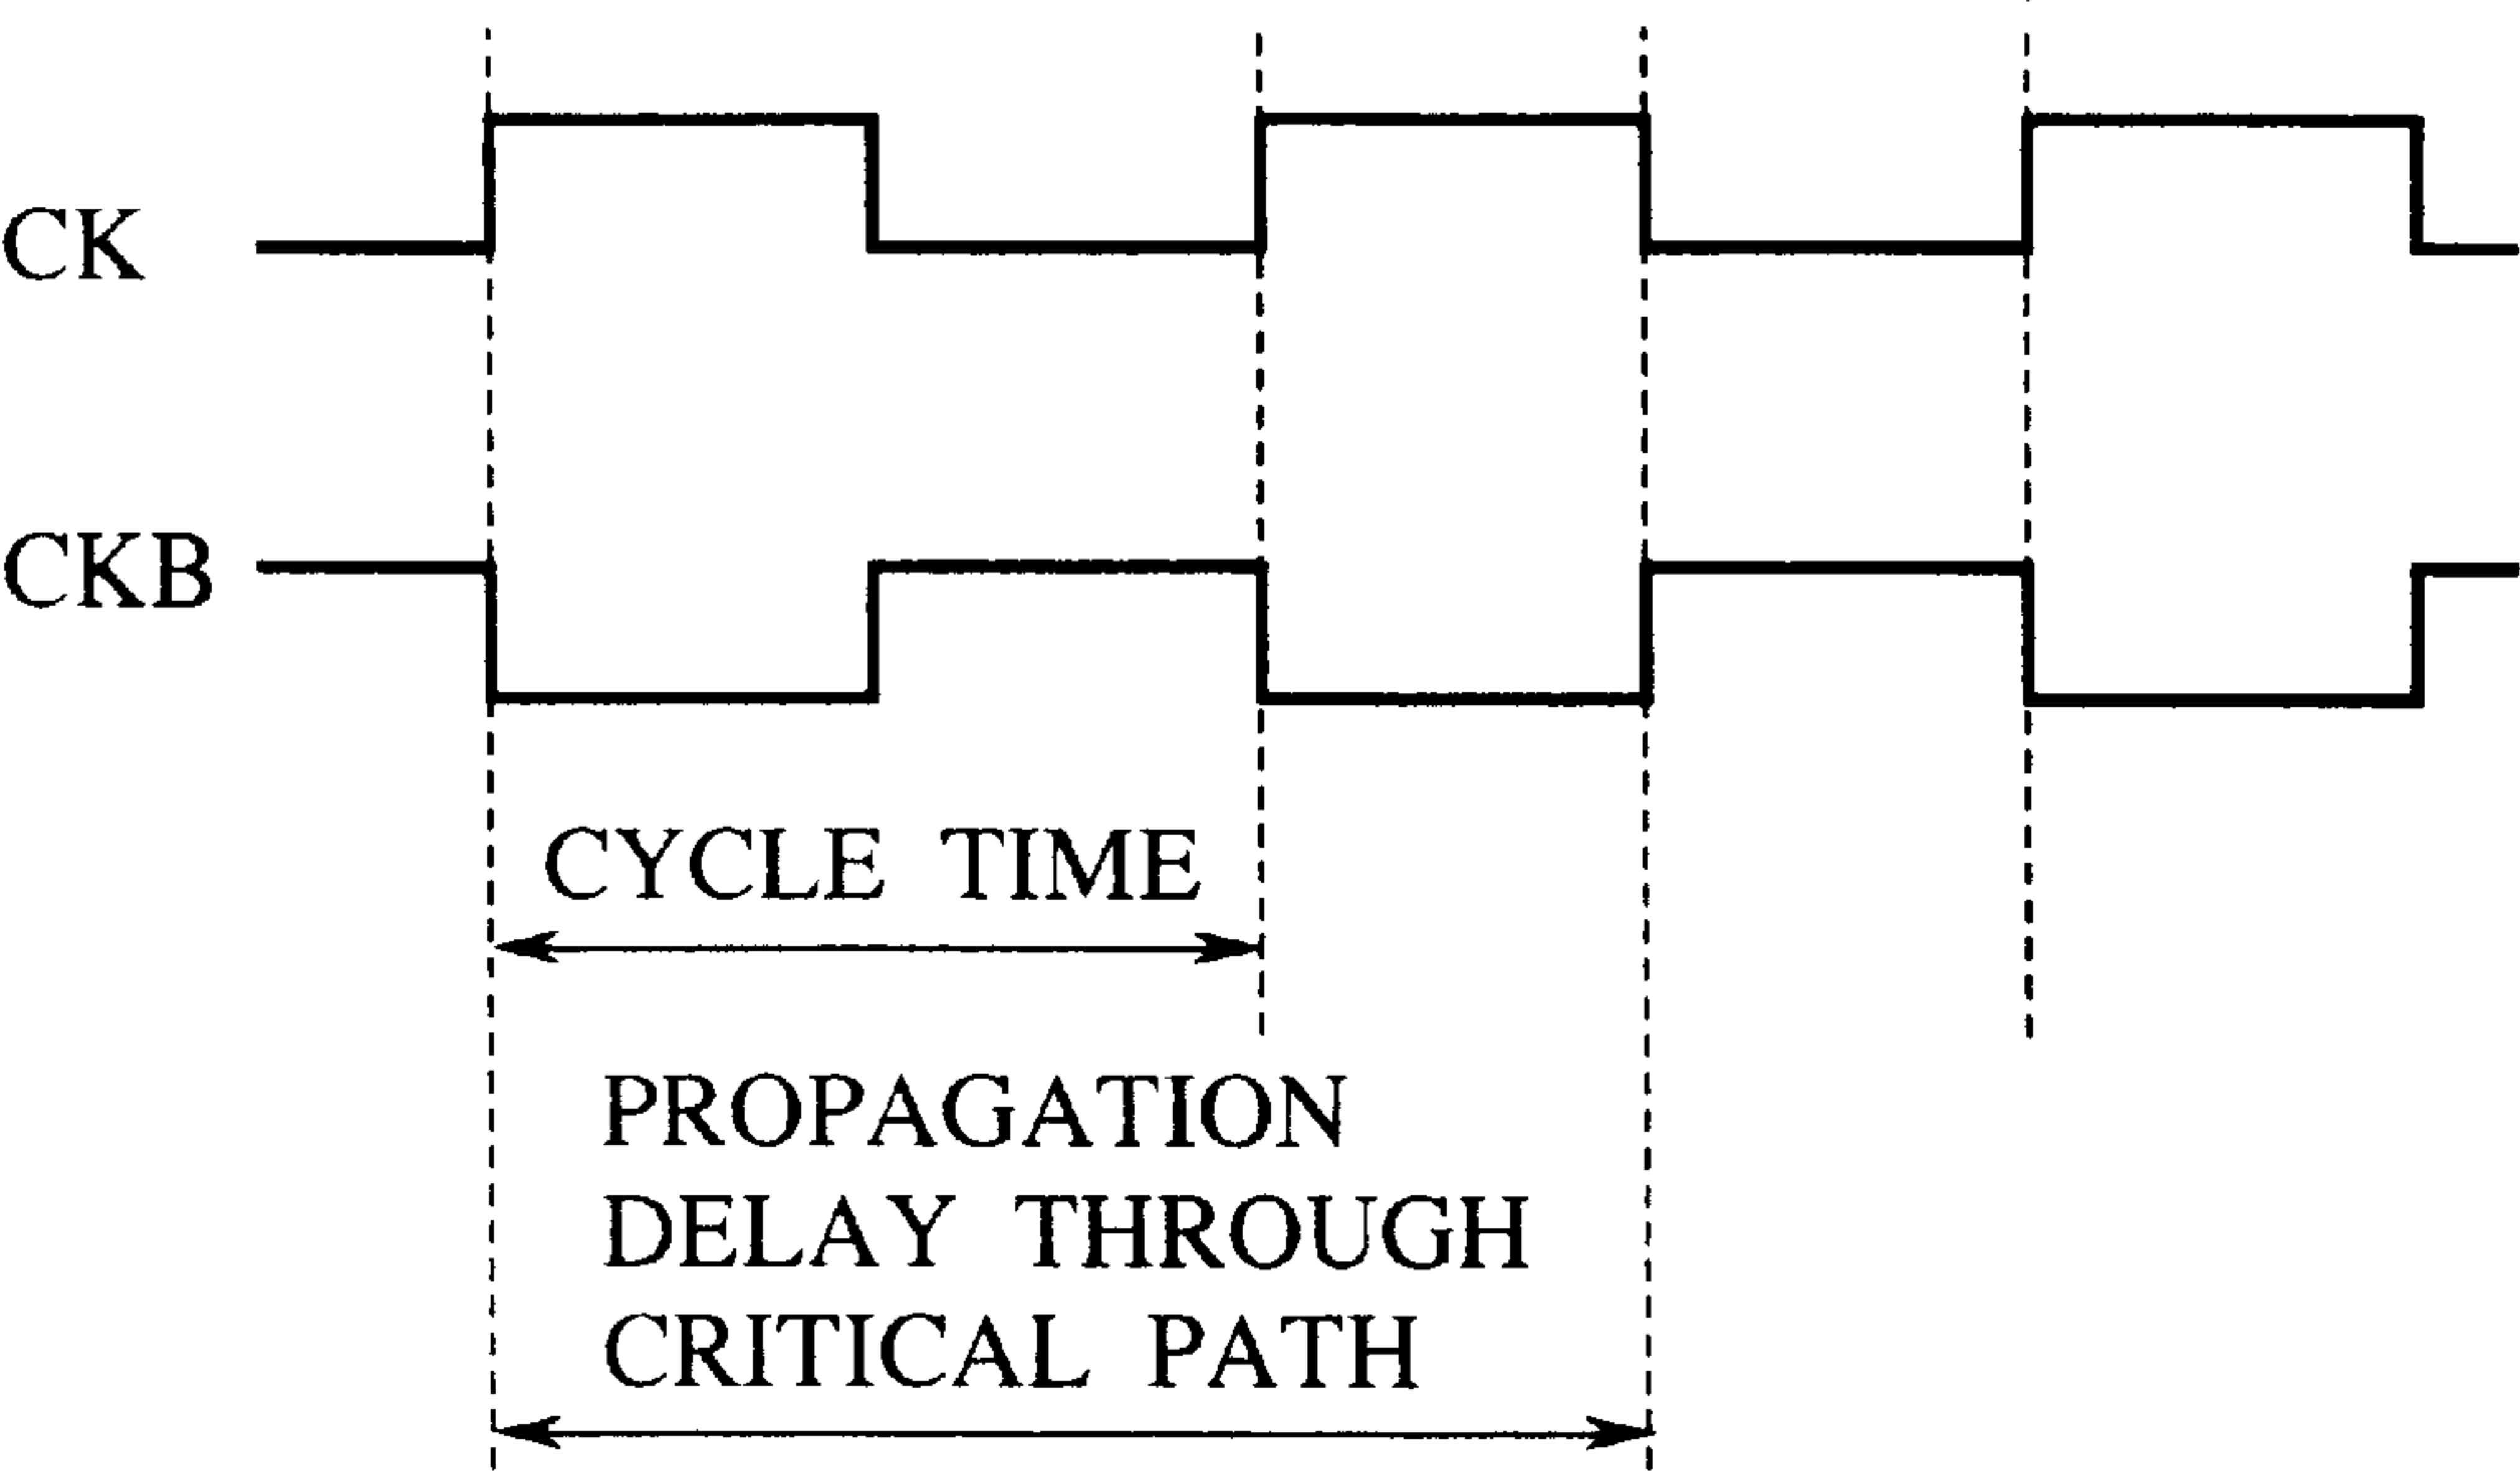 CK
CKB
CYCLE TIME
PROPAGATION
DELAY THROUGH
CRITICAL PATH